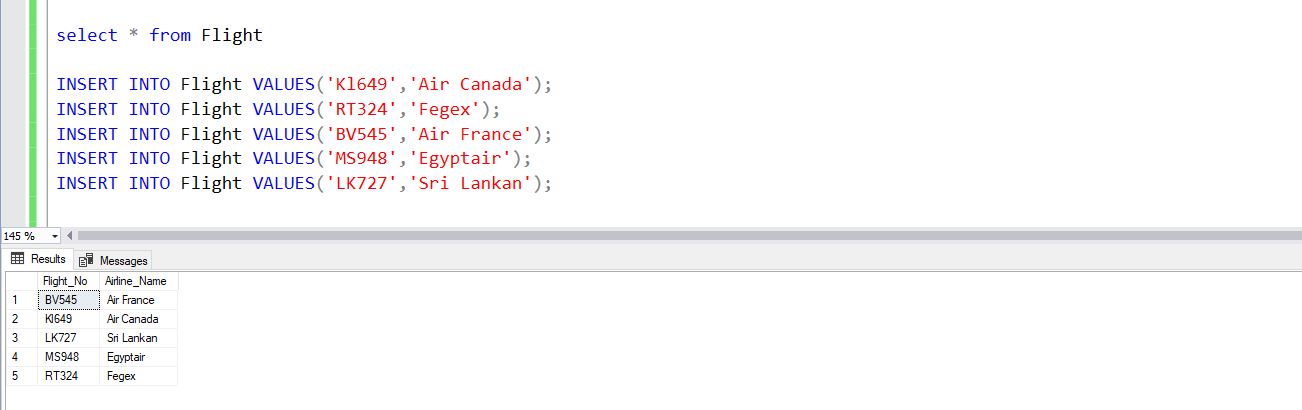 select * from Flight
INSERT INTO Flight VALUES('Kl649','Air Canada');
INSERT INTO Flight VALUES('RT324','Fegex');
INSERT INTO Flight VALUES('BV545','Air France');
INSERT INTO Flight VALUES('MS948','Egyptair');
INSERT INTO Flight VALUES('LK727','Sri Lankan');
145 %
Results Messages
Flight_No Airline_Name
1 BV545 Air France
2 Kl649 Air Canada
3 LK727 Sri Lankan
4 MS948 Egyptair
5 RT324 Fegex